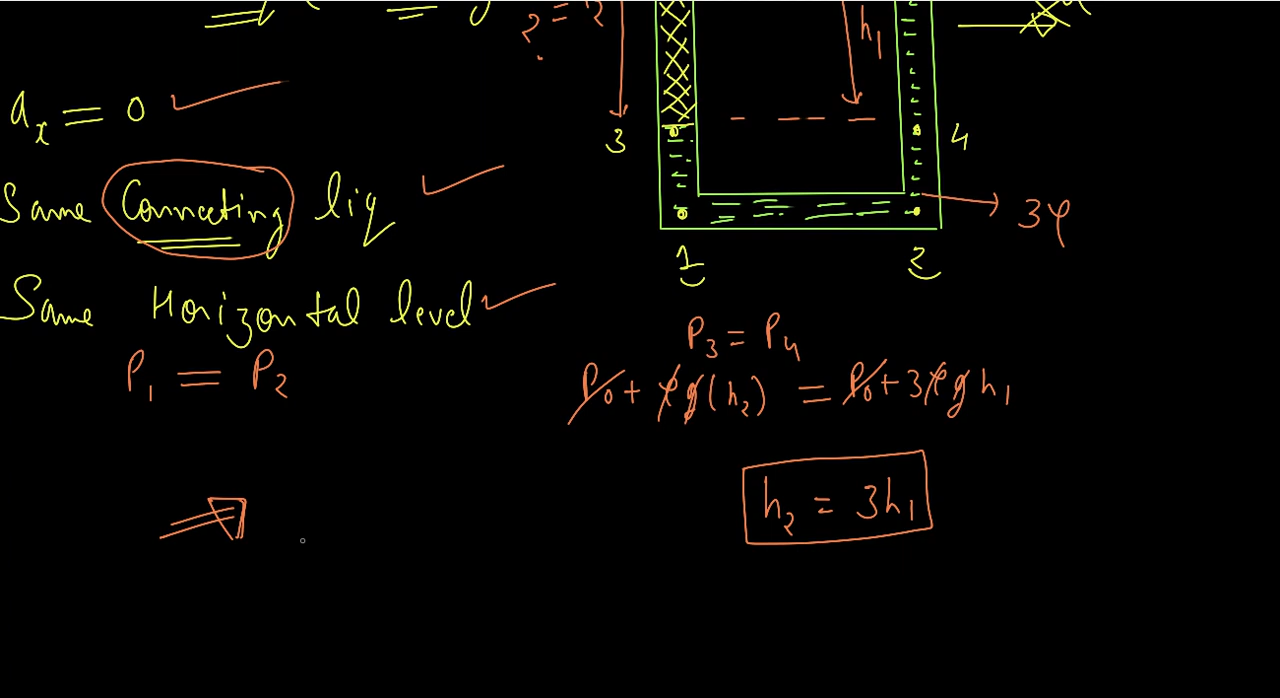 2 = ?
h₁
aₓ = 0
3
4
Same Connecting liq
3ρ
1
2
Same Horizontal level
P₃ = P₄
P₁ = P₂
P₀ + ρg(h₂) = P₀ + 3ρgh₁
h₂ = 3h₁